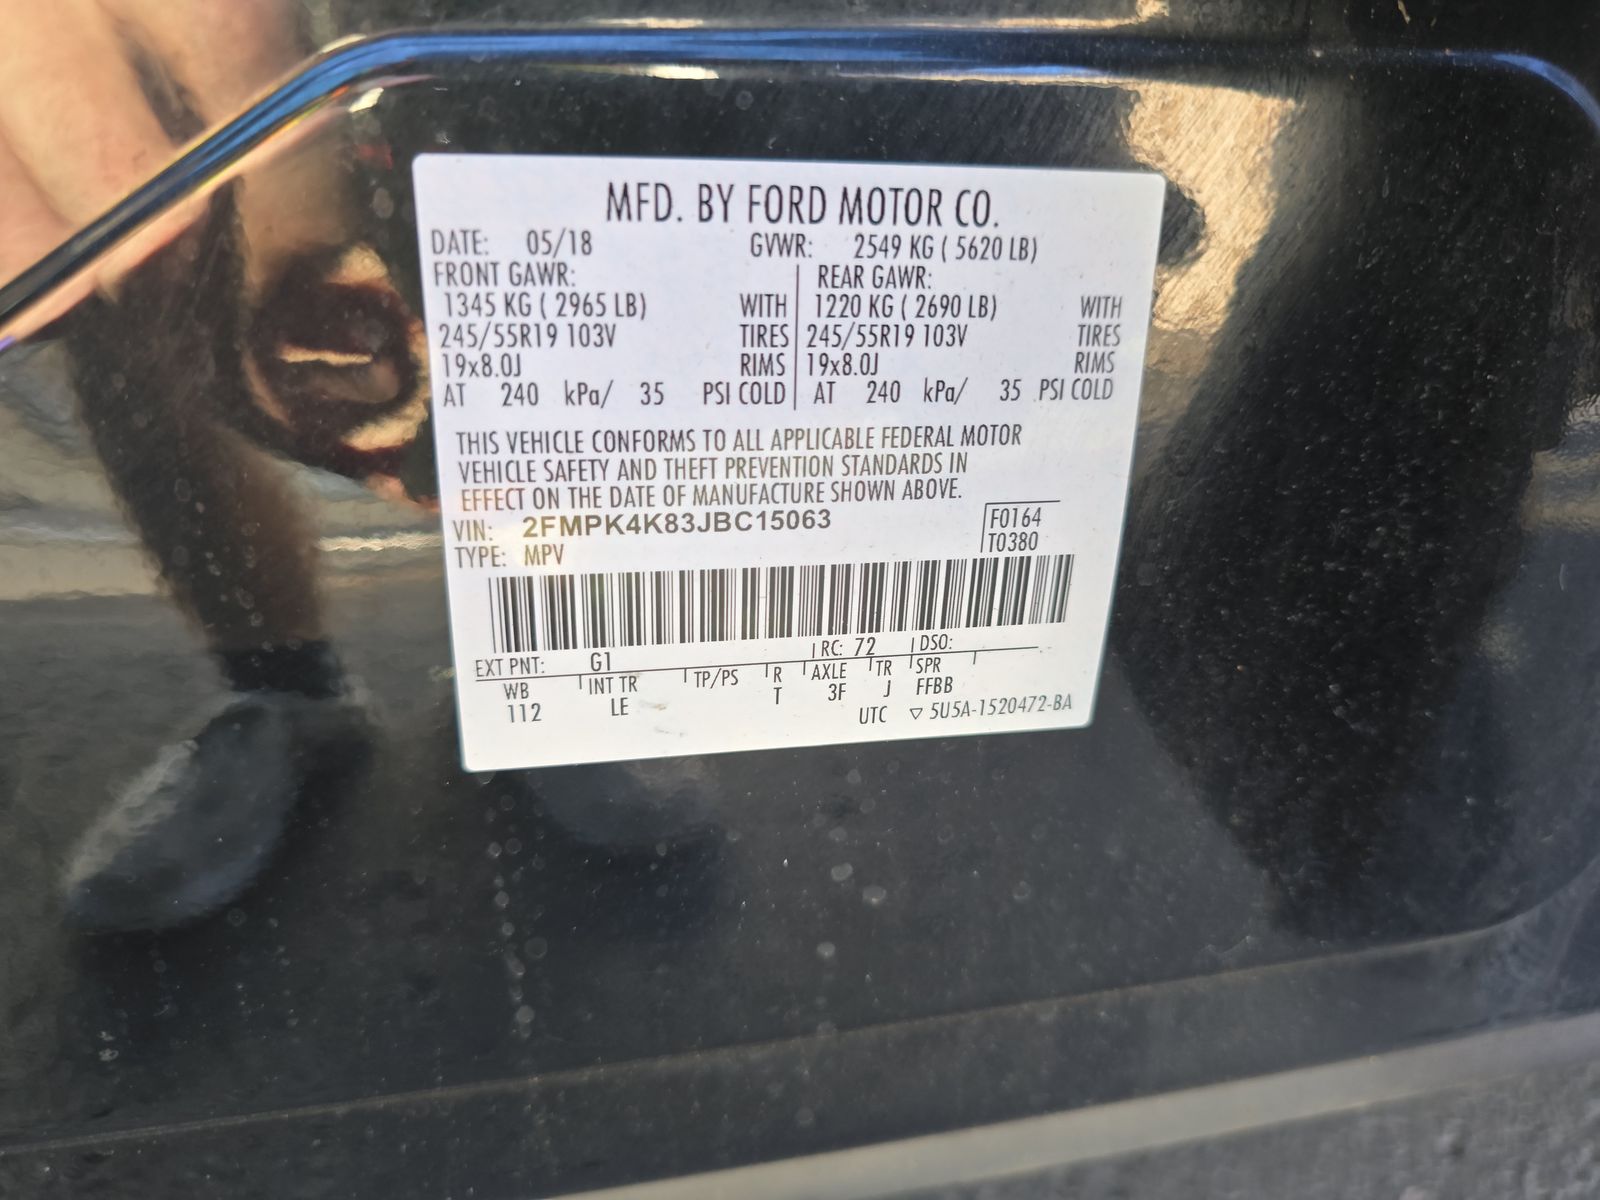 MFD. BY FORD MOTOR CO.
DATE: 05/18 GVWR: 2549 KG ( 5620 LB)
FRONT GAWR: REAR GAWR:
1345 KG ( 2965 LB) WITH 1220 KG ( 2690 LB) WITH
245/55R19 103V TIRES 245/55R19 103V TIRES
19x8.0J RIMS 19x8.0J RIMS
AT 240 kPa/ 35 PSI COLD AT 240 kPa/ 35 PSI COLD
THIS VEHICLE CONFORMS TO ALL APPLICABLE FEDERAL MOTOR
VEHICLE SAFETY AND THEFT PREVENTION STANDARDS IN
EFFECT ON THE DATE OF MANUFACTURE SHOWN ABOVE.
VIN: 2FMPK4K83JBC15063 F0164
TYPE: MPV T0380
EXT PNT: G1 RC: 72 DSO:
WB INT TR TP/PS R AXLE TR SPR
112 LE T 3F J FFBB
UTC ▽ 5U5A-1520472-BA